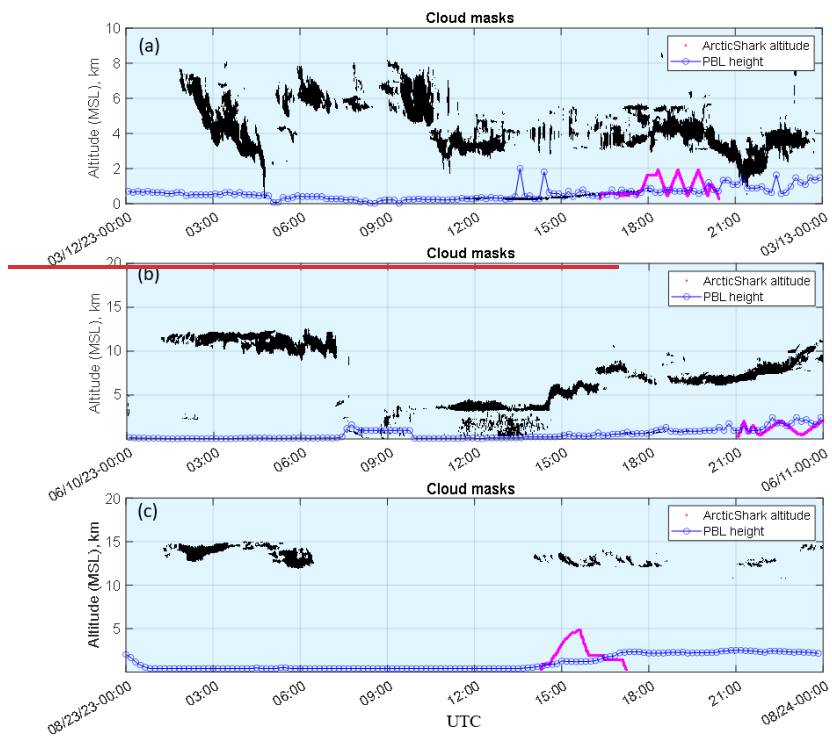 Cloud masks
(a)
ArcticShark altitude
PBL height
Altitude (MSL), km
10
8
6
4
2
0
03/12/23-00:00
03:00
06:00
09:00
12:00
15:00
18:00
21:00
03/13-00:00
Cloud masks
(b)
ArcticShark altitude
PBL height
Altitude (MSL), km
20
15
10
5
06/10/23-00:00
03:00
06:00
09:00
12:00
15:00
18:00
21:00
06/11-00:00
Cloud masks
(c)
ArcticShark altitude
PBL height
Altitude (MSL), km
20
15
10
5
08/23/23-00:00
03:00
06:00
09:00
12:00
15:00
18:00
21:00
08/24-00:00
UTC